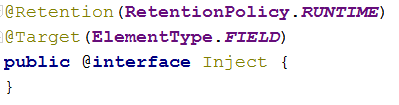 @Retention(RetentionPolicy.RUNTIME)
@Target(ElementType.FIELD)
public @interface Inject {
}